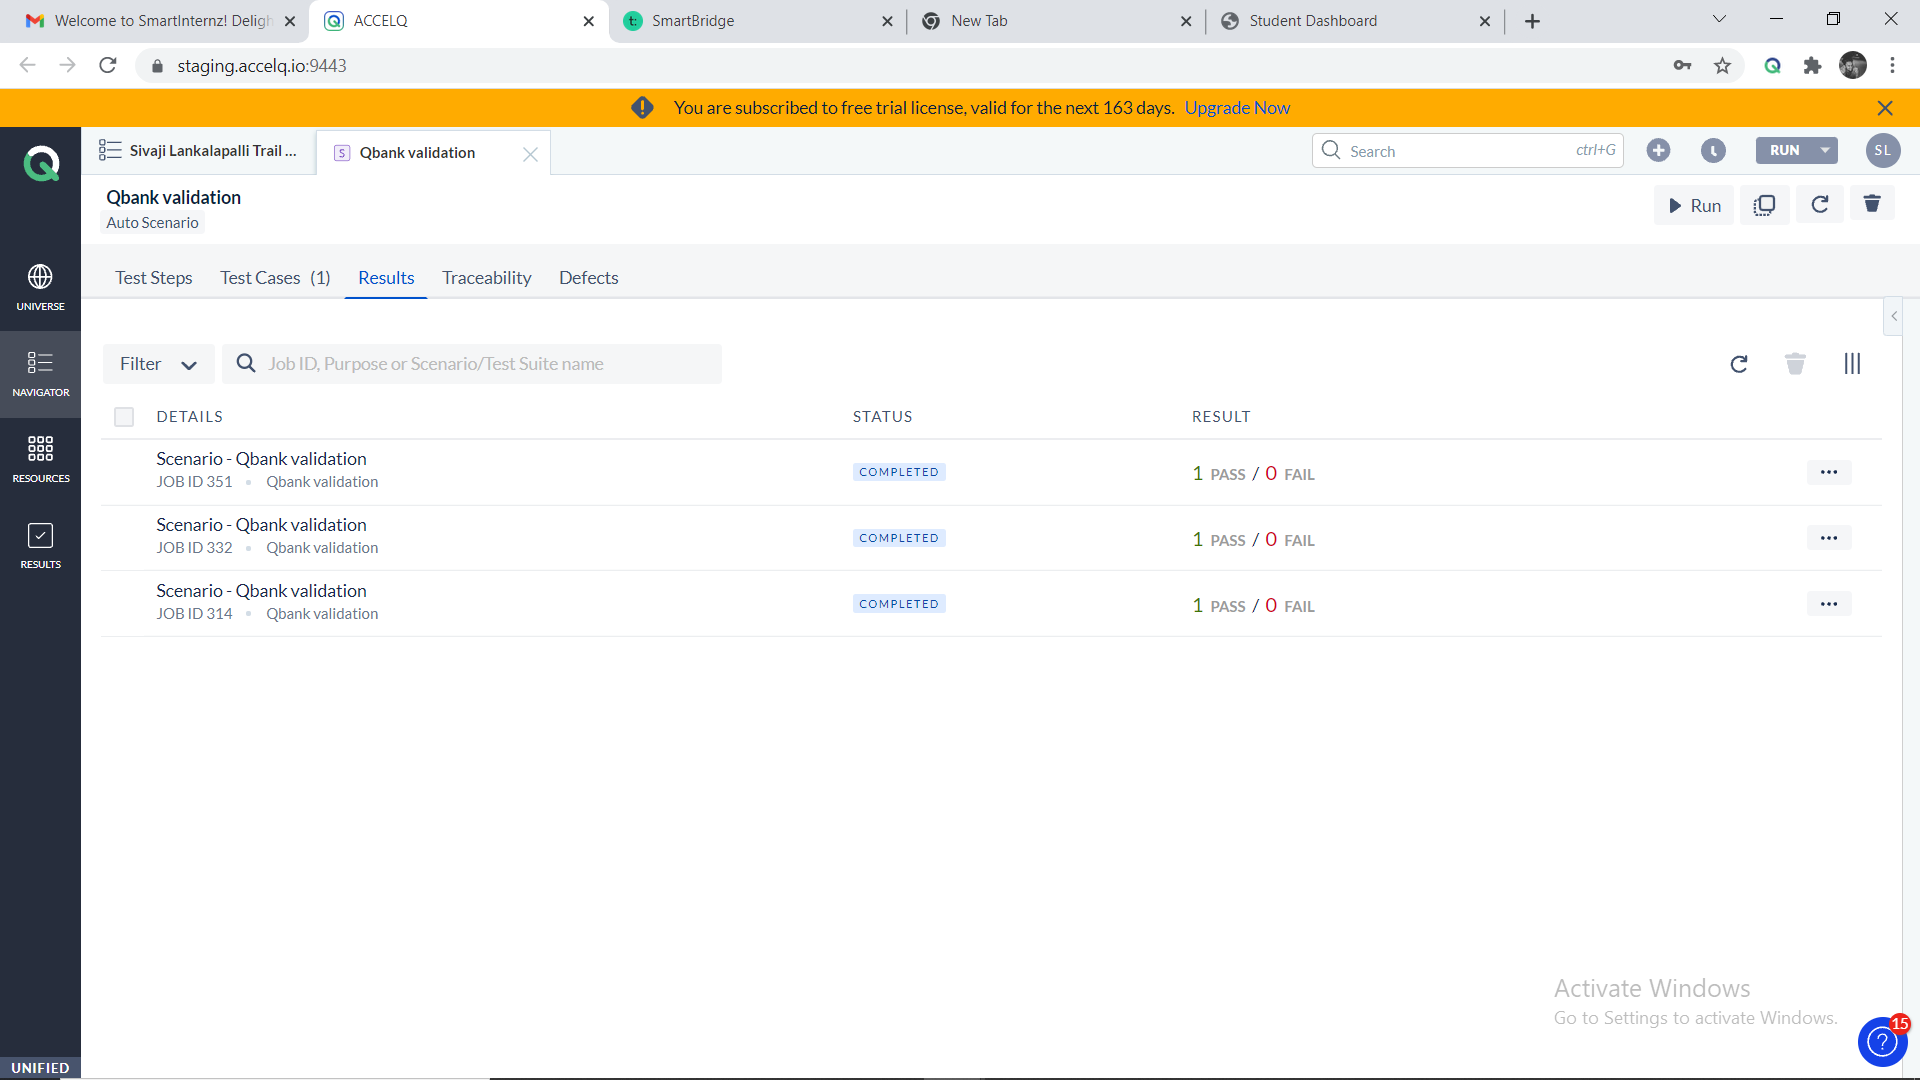 Welcome to SmartInternz! Deligh
ACCELQ
SmartBridge
New Tab
Student Dashboard
staging.accelq.io:9443
You are subscribed to free trial license, valid for the next 163 days. Upgrade Now
Sivaji Lankalapalli Trail ...
S Qbank validation
Search ctrl+G
RUN
SL
Qbank validation
Auto Scenario
Run
UNIVERSE
NAVIGATOR
RESOURCES
RESULTS
UNIFIED
Test Steps Test Cases (1) Results Traceability Defects
Filter
Job ID, Purpose or Scenario/Test Suite name
DETAILS STATUS RESULT
Scenario - Qbank validation
JOB ID 351 • Qbank validation
COMPLETED
1 PASS / 0 FAIL
Scenario - Qbank validation
JOB ID 332 • Qbank validation
COMPLETED
1 PASS / 0 FAIL
Scenario - Qbank validation
JOB ID 314 • Qbank validation
COMPLETED
1 PASS / 0 FAIL
Activate Windows
Go to Settings to activate Windows.
15